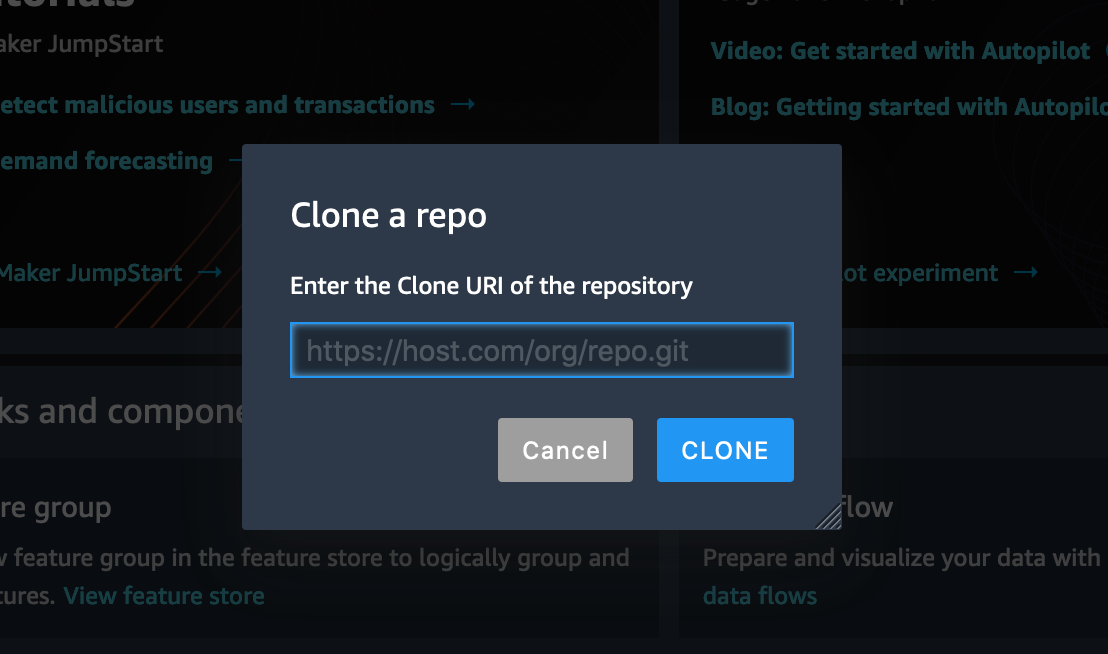 Maker JumpStart
Video: Get started with Autopilot
detect malicious users and transactions →
Blog: Getting started with Autopilo
emand forecasting
Clone a repo
Maker JumpStart →
Enter the Clone URI of the repository
lot experiment →
https://host.com/org/repo.git
ks and compone
Cancel
CLONE
re group
flow
feature group in the feature store to logically group and
Prepare and visualize your data with
tures. View feature store
data flows